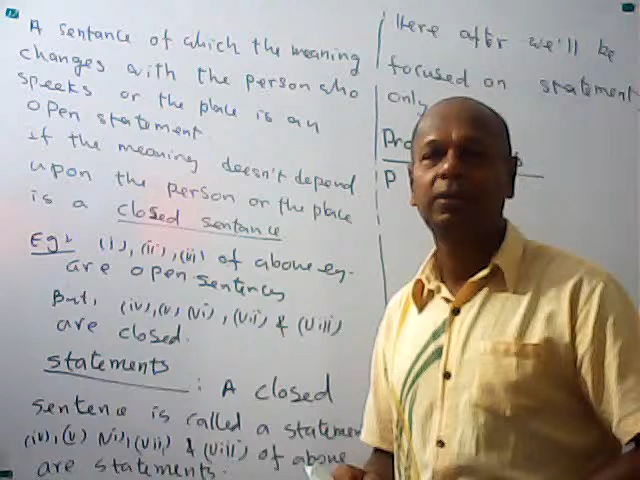 A sentance of which the meaning
changes with the person who
speeks or the place is an
open statement.
if the meaning doesn't depend
upon the person or the place
is a closed sentance
Eg: (i), (ii), (iii) of above eg.
are open sentences
But, (iv), (v), (vi), (vii) & (viii)
are closed.
statements : A closed
sentence is called a statemen
(iv), (v) (vi), (vii) & (viii) of above
are statements.
Here after we'll be
focused on statement
only
Pro
P